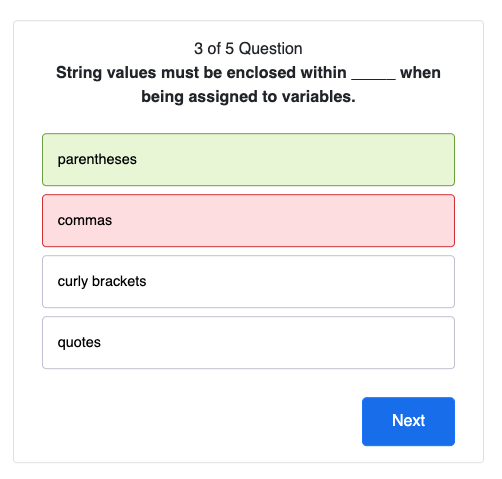 3 of 5 Question
String values must be enclosed within _____ when
being assigned to variables.
parentheses
commas
curly brackets
quotes
Next